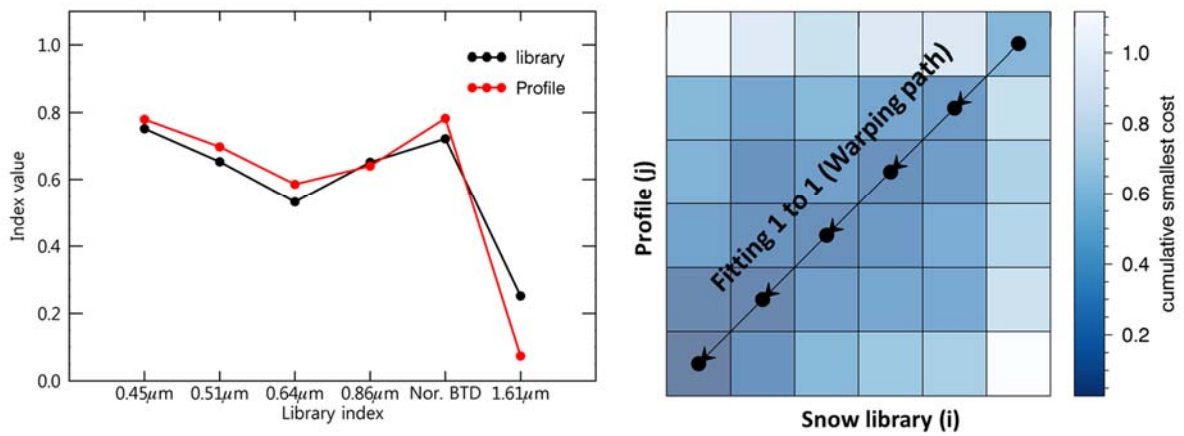 1.0
0.8
0.6
0.4
0.2
0.0
Index value
library
Profile
0.45μm
0.51μm
0.64μm
0.86μm
Nor. BTD
1.61μm
Library index
Profile (j)
Fitting 1 to 1 (Warping path)
Snow library (i)
1.0
0.8
0.6
0.4
0.2
cumulative smallest cost